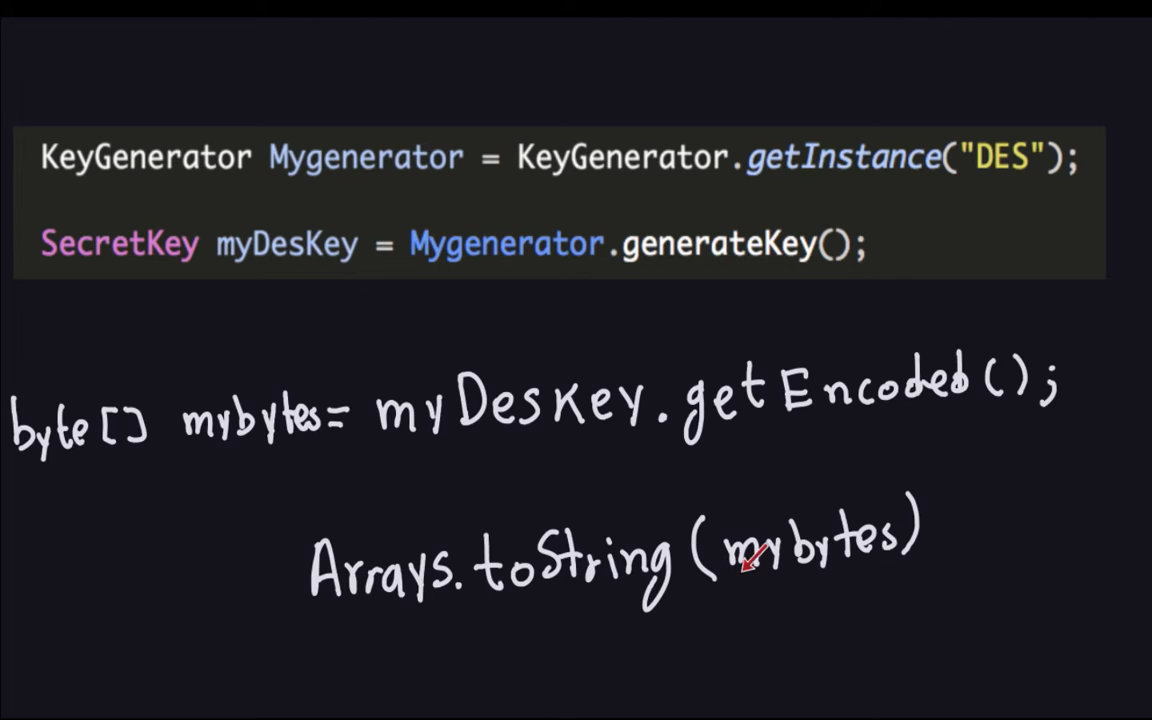 KeyGenerator Mygenerator = KeyGenerator.getInstance("DES");
SecretKey myDesKey = Mygenerator.generateKey();
byte[] mybytes= myDesKey.getEncoded();
Arrays.toString(mybytes)